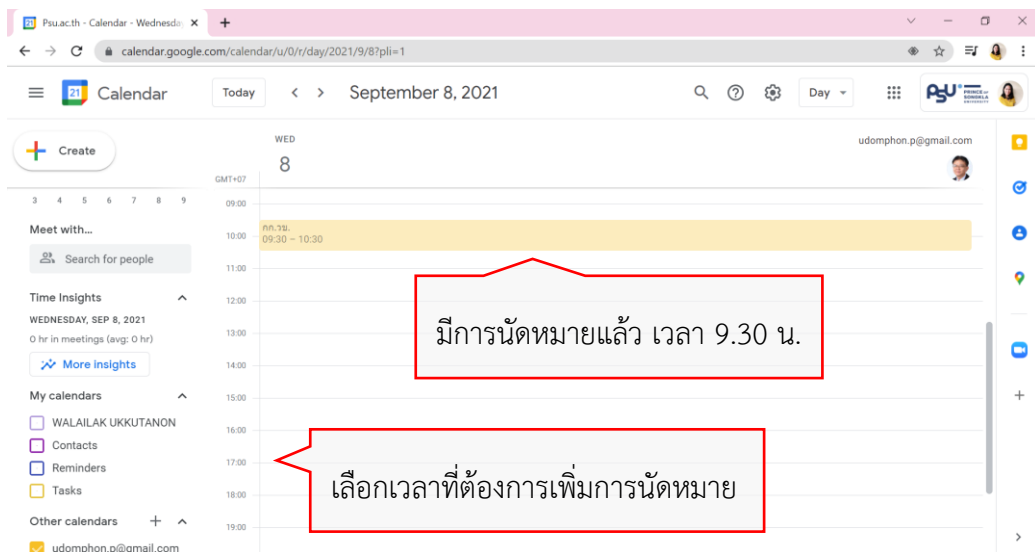 Psu.ac.th - Calendar - Wednesda
calendar.google.com/calendar/u/0/r/day/2021/9/8?pli=1
21 Calendar Today September 8, 2021 Day PSU PRINCE OF SONGKLA UNIVERSITY
Create
WED
8
GMT+07
udomphon.p@gmail.com
3 4 5 6 7 8 9
Meet with...
Search for people
Time Insights
WEDNESDAY, SEP 8, 2021
0 hr in meetings (avg: 0 hr)
More insights
My calendars
WALAILAK UKKUTANON
Contacts
Reminders
Tasks
Other calendars
udomphon.p@gmail.com
09:00
10:00
กก.วม.
09:30 – 10:30
11:00
12:00
13:00
มีการนัดหมายแล้ว เวลา 9.30 น.
14:00
15:00
16:00
17:00
เลือกเวลาที่ต้องการเพิ่มการนัดหมาย
18:00
19:00